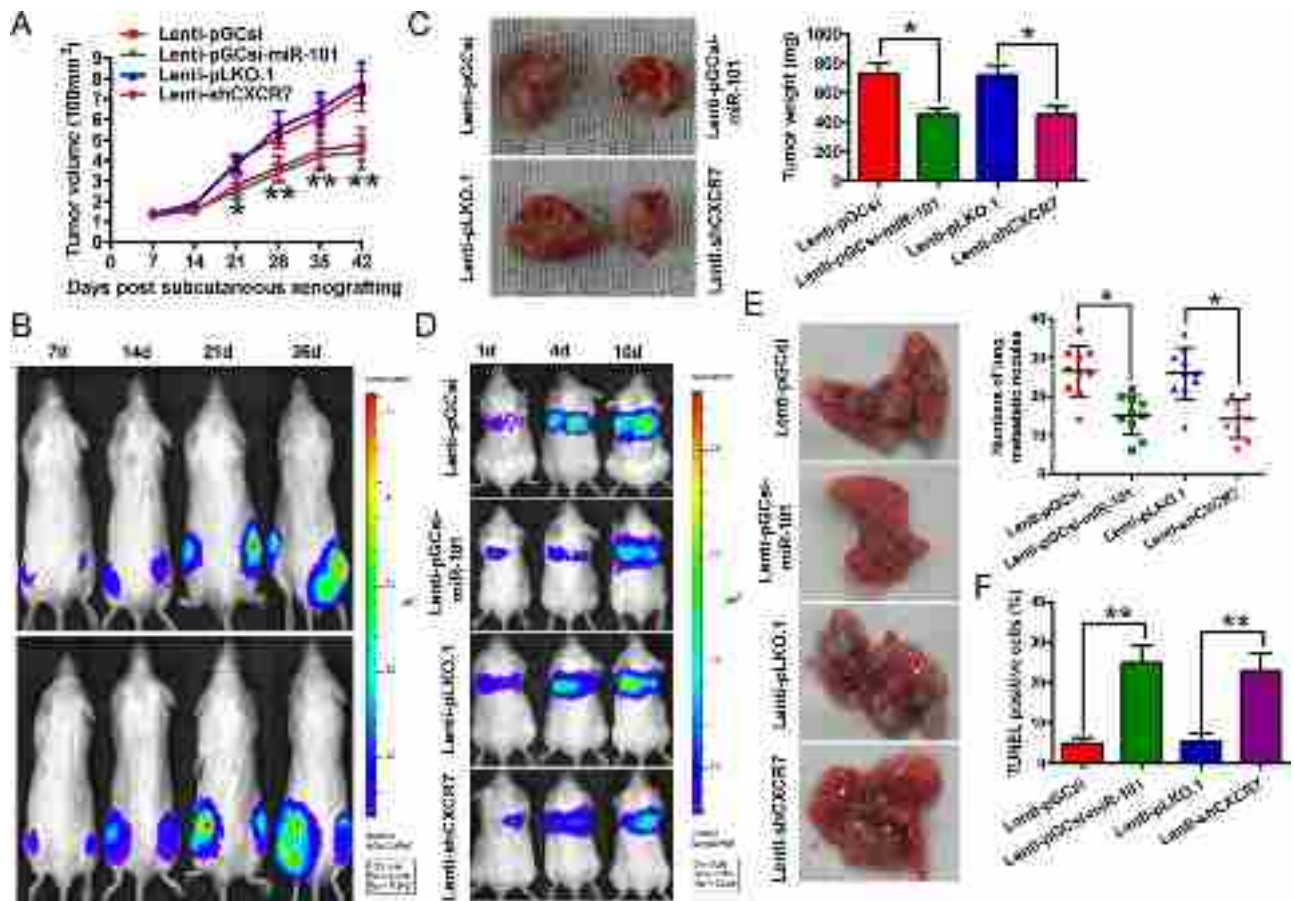 A
Lenti-pGCsi
Lenti-pGCsi-miR-101
Lenti-pLKO.1
Lenti-shCXCR7
Tumor volume (100mm
9
8
7
6
5
4
3
2
1
0
0 7 14 21 28 35 42
* ** ** **
Days post subcutaneous xenografting
B
7d 14d 21d
C
Lenti-pGCsi
Lenti-pGCsi-
miR-101
Lenti-pLKO.1
Lenti-shCXCR7
Tumor weight (mg)
1000
800
600
400
200
0
* *
Lenti-pGCsi
Lenti-pGCsi-miR-101
Lenti-pLKO.1
Lenti-shCXCR7
D
1d 4d
Lenti-pGCsi
Lenti-pGCsi-
miR-101
Lenti-pLKO.1
Lenti-shCXCR7
E
Lenti-pGCsi
Lenti-pGCsi-
miR-101
Lenti-pLKO.1
Lenti-shCXCR7
of lung
metastatic nodules
40
* *
Lenti-pGCsi
Lenti-pGCsi-miR-101
Lenti-shCXCR7
F
TUNEL positive cells (%)
** **
Lenti-pGCsi
Lenti-pGCsi-miR-101
Lenti-pLKO.1
Lenti-shCXCR7